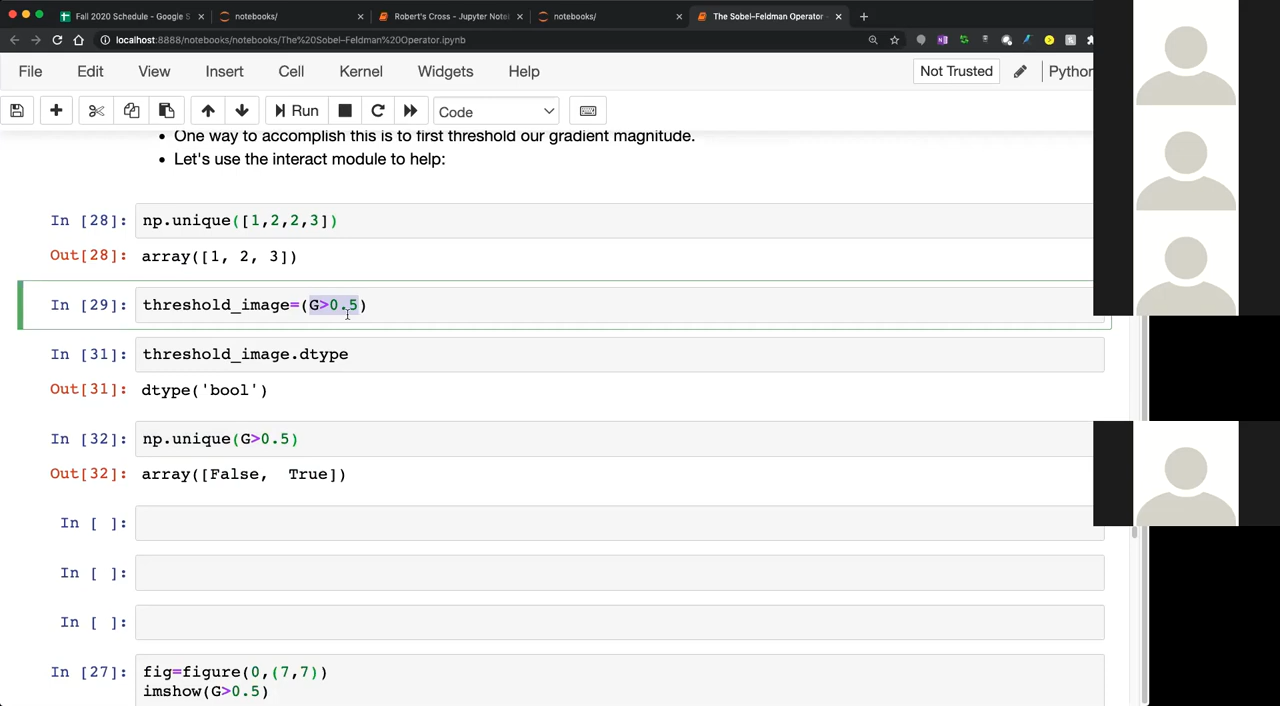 Fall 2020 Schedule - Google S
notebooks/
Robert's Cross - Jupyter Note
notebooks/
The Sobel–Feldman Operator -
localhost:8888/notebooks/notebooks/The%20Sobel–Feldman%20Operator.ipynb
File Edit View Insert Cell Kernel Widgets Help Not Trusted Python
Run Code
• One way to accomplish this is to first threshold our gradient magnitude.
• Let's use the interact module to help:
In [28]: np.unique([1,2,2,3])
Out[28]: array([1, 2, 3])
In [29]: threshold_image=(G>0.5)
In [31]: threshold_image.dtype
Out[31]: dtype('bool')
In [32]: np.unique(G>0.5)
Out[32]: array([False, True])
In [ ]:
In [ ]:
In [ ]:
In [27]: fig=figure(0,(7,7))
imshow(G>0.5)